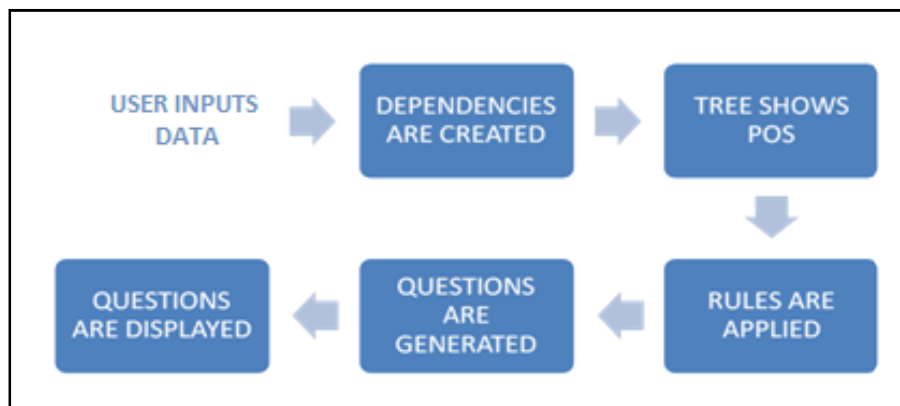 USER INPUTS
DATA
DEPENDENCIES
ARE CREATED
TREE SHOWS
POS
RULES ARE
APPLIED
QUESTIONS
ARE
GENERATED
QUESTIONS
ARE DISPLAYED